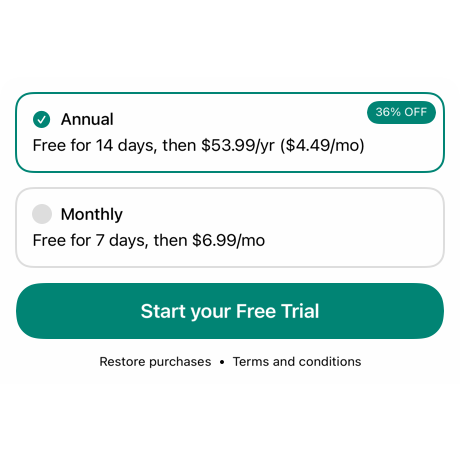 36% OFF
Annual
Free for 14 days, then $53.99/yr ($4.49/mo)
Monthly
Free for 7 days, then $6.99/mo
Start your Free Trial
Restore purchases • Terms and conditions